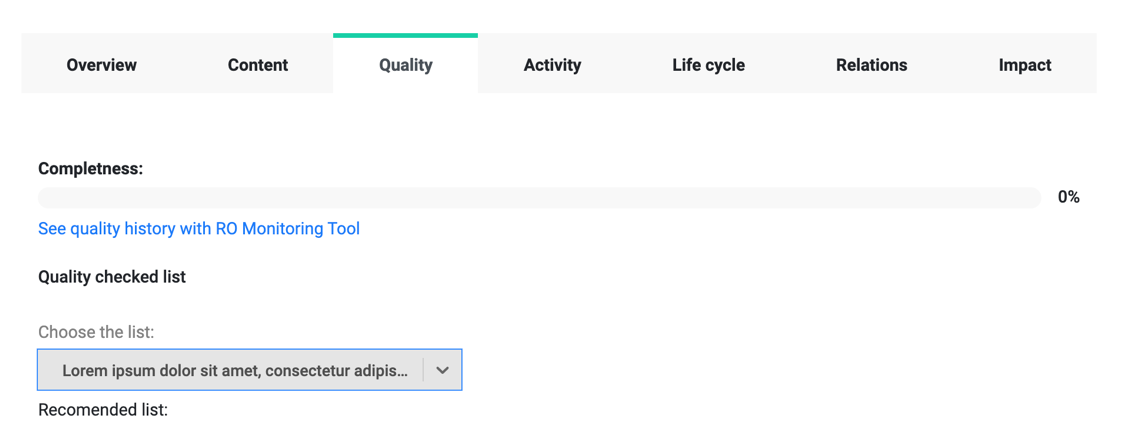 Overview Content Quality Activity Life cycle Relations Impact
Completness:
0%
See quality history with RO Monitoring Tool
Quality checked list
Choose the list:
Lorem ipsum dolor sit amet, consectetur adipis...
Recomended list: